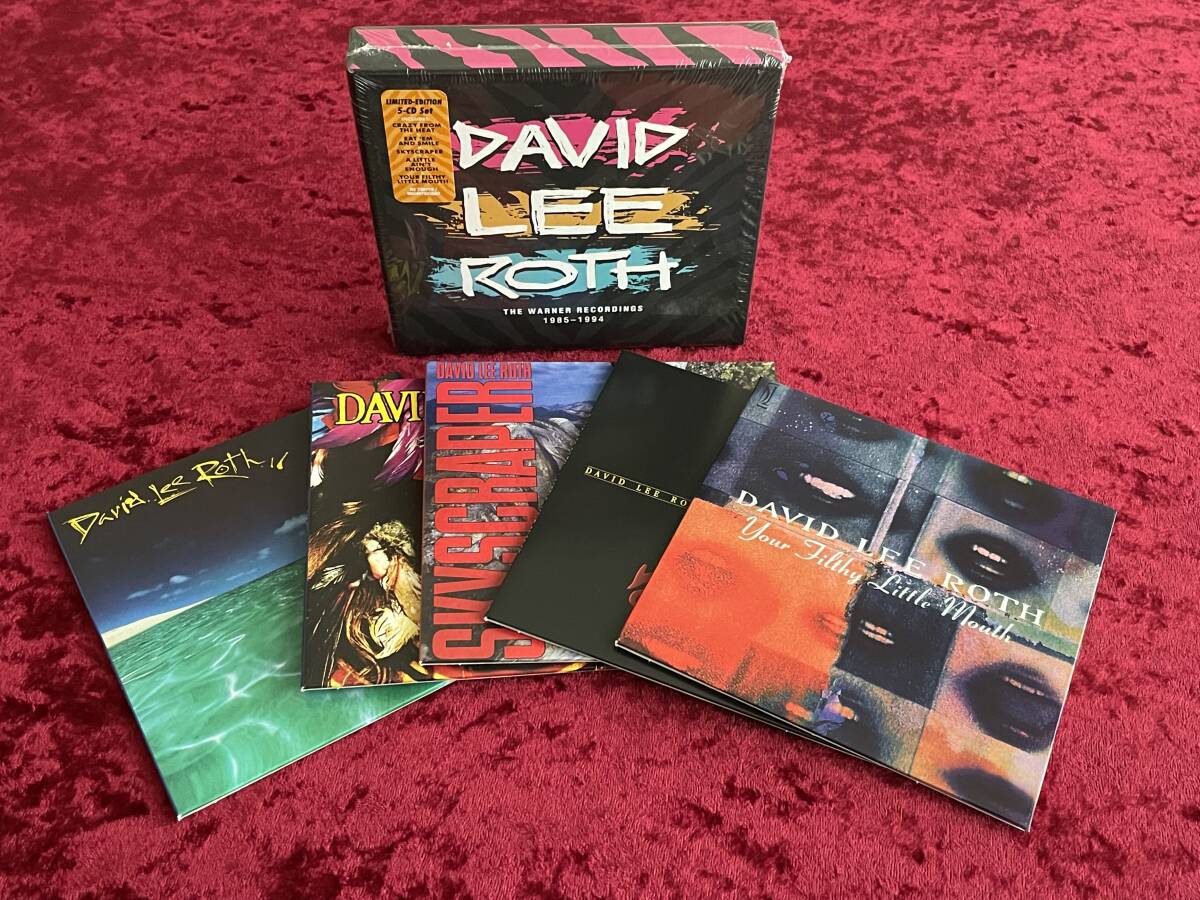 LIMITED-EDITION
5-CD Set
INCLUDES:
CRAZY FROM
THE HEAT
EAT 'EM
AND SMILE
SKYSCRAPER
A LITTLE
AIN'T
ENOUGH
YOUR FILTHY
LITTLE MOUTH
DAVID
LEE
ROTH
THE WARNER RECORDINGS
1985–1994
David Lee Roth
DAVI
DAVID LEE ROTH
SKYSCRAPER
DAVID LEE RO
DAVID LEE ROTH
Your Filthy Little Mouth